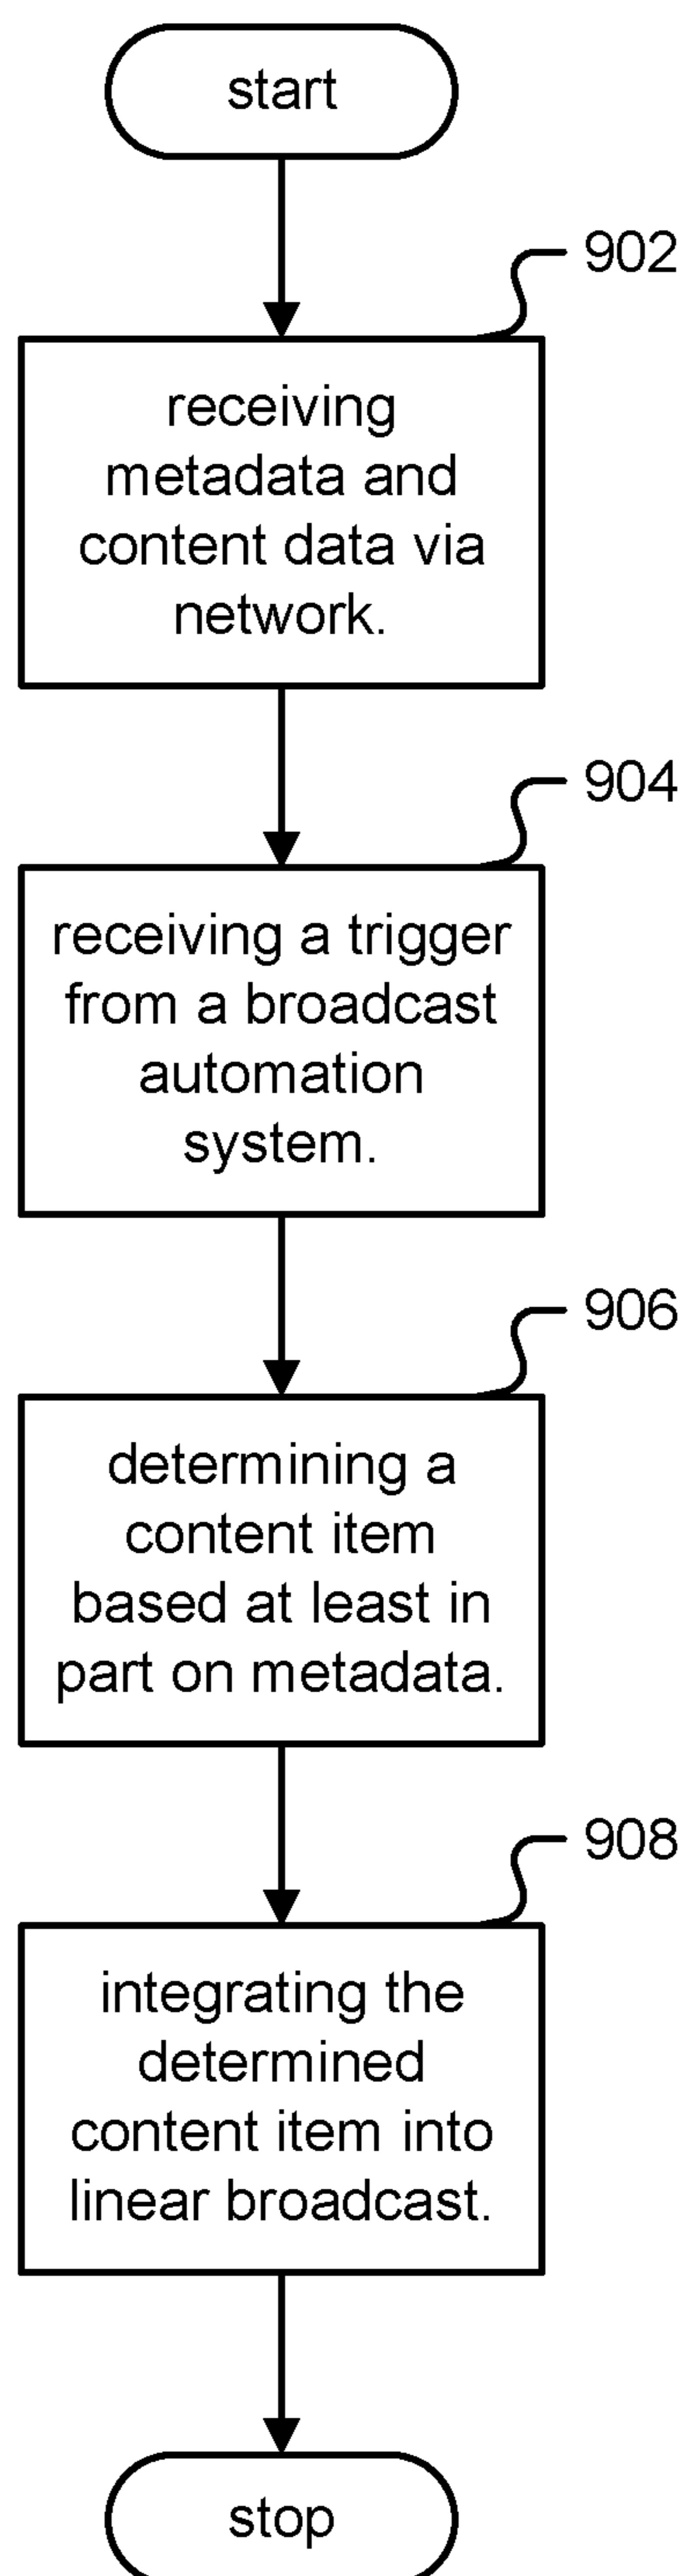 start
902
receiving
metadata and
content data via
network.
904
receiving a trigger
from a broadcast
automation
system.
906
determining a
content item
based at least in
part on metadata.
908
integrating the
determined
content item into
linear broadcast.
stop